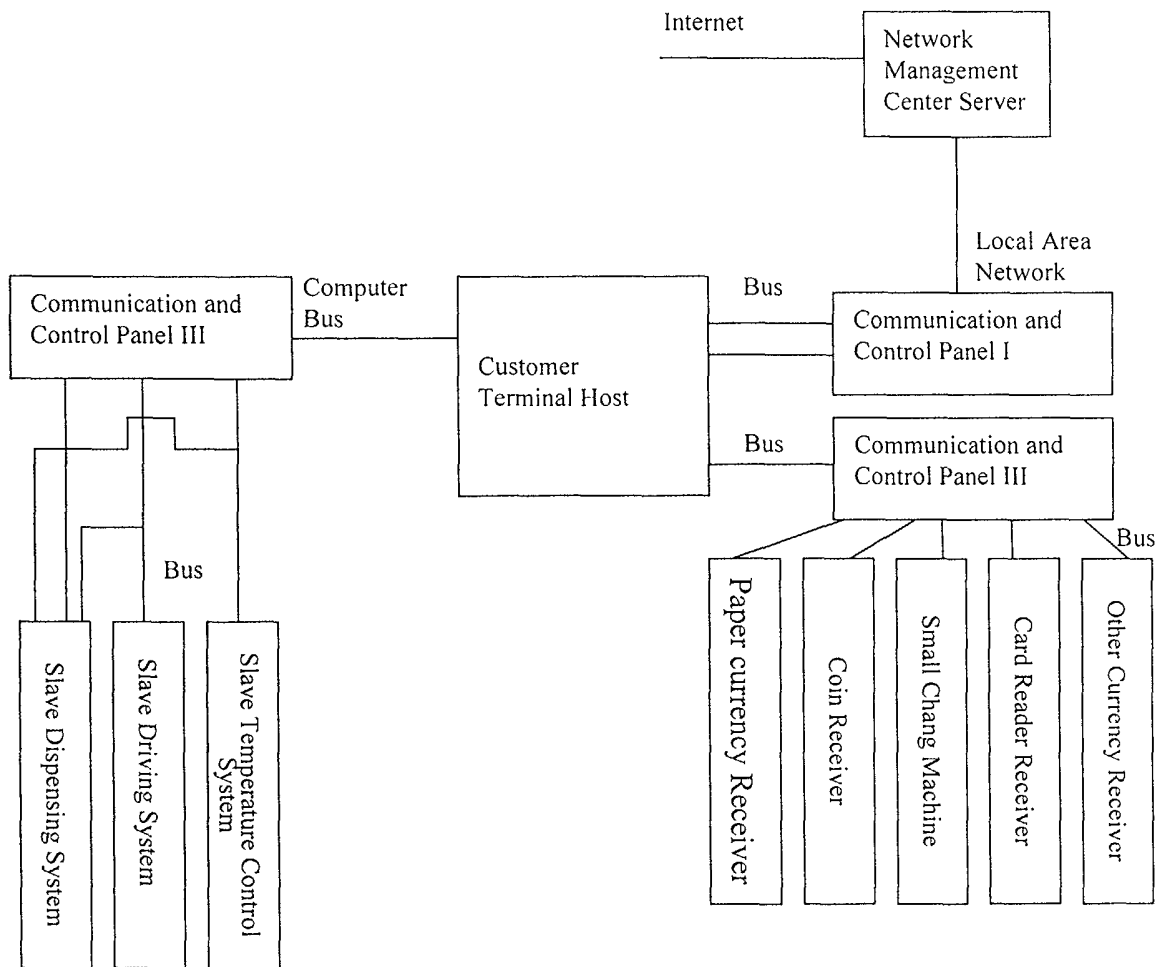 Internet
Network
Management
Center Server
Local Area
Network
Communication and
Control Panel III
Computer
Bus
Customer
Terminal Host
Bus
Communication and
Control Panel I
Bus
Communication and
Control Panel III
Bus
Bus
Slave Dispensing System
Slave Driving System
Slave Temperature Control
System
Paper currency Receiver
Coin Receiver
Small Chang Machine
Card Reader Receiver
Other Currency Receiver